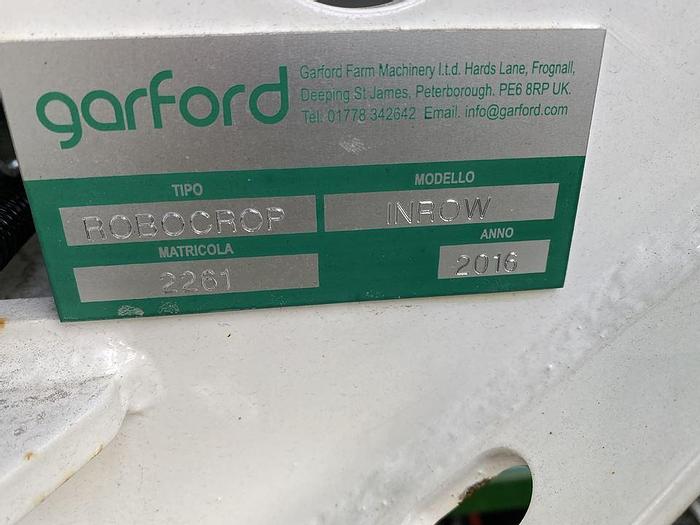 garford
Garford Farm Machinery l.t.d. Hards Lane, Frognall,
Deeping St James, Peterborough. PE6 8RP UK.
Tel: 01778 342642 Email. info@garford.com
TIPO
MODELLO
ROBOCROP
INROW
MATRICOLA
ANNO
2261
2016